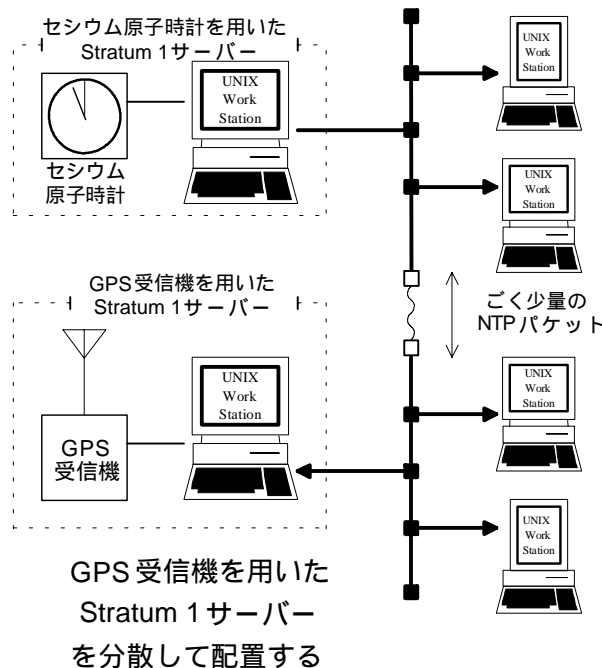 セシウム原子時計を用いた
Stratum 1サーバー
UNIX
Work
Station
セシウム
原子時計
UNIX
Work
Station
UNIX
Work
Station
GPS受信機を用いた
Stratum 1サーバー
ごく少量の
NTPパケット
UNIX
Work
Station
GPS
受信機
UNIX
Work
Station
UNIX
Work
Station
GPS受信機を用いた
Stratum 1サーバー
を分散して配置する